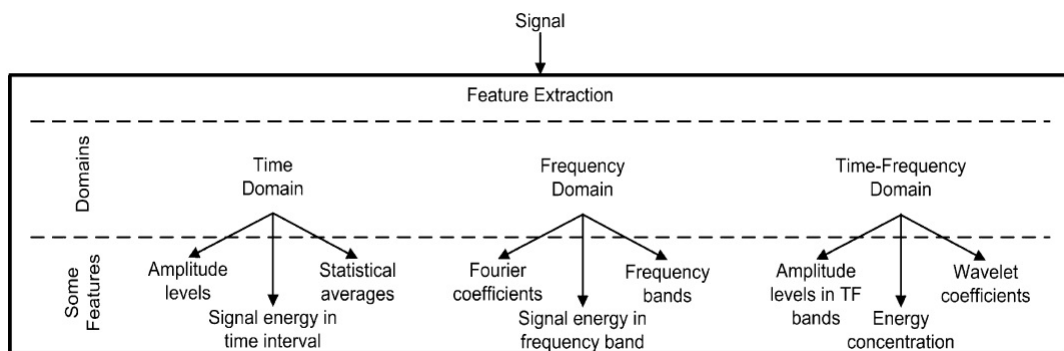 Signal
Feature Extraction
Domains
Time
Domain
Frequency
Domain
Time-Frequency
Domain
Some
Features
Amplitude
levels
Signal energy in
time interval
Statistical
averages
Fourier
coefficients
Signal energy in
frequency band
Frequency
bands
Amplitude
levels in TF
bands
Energy
concentration
Wavelet
coefficients